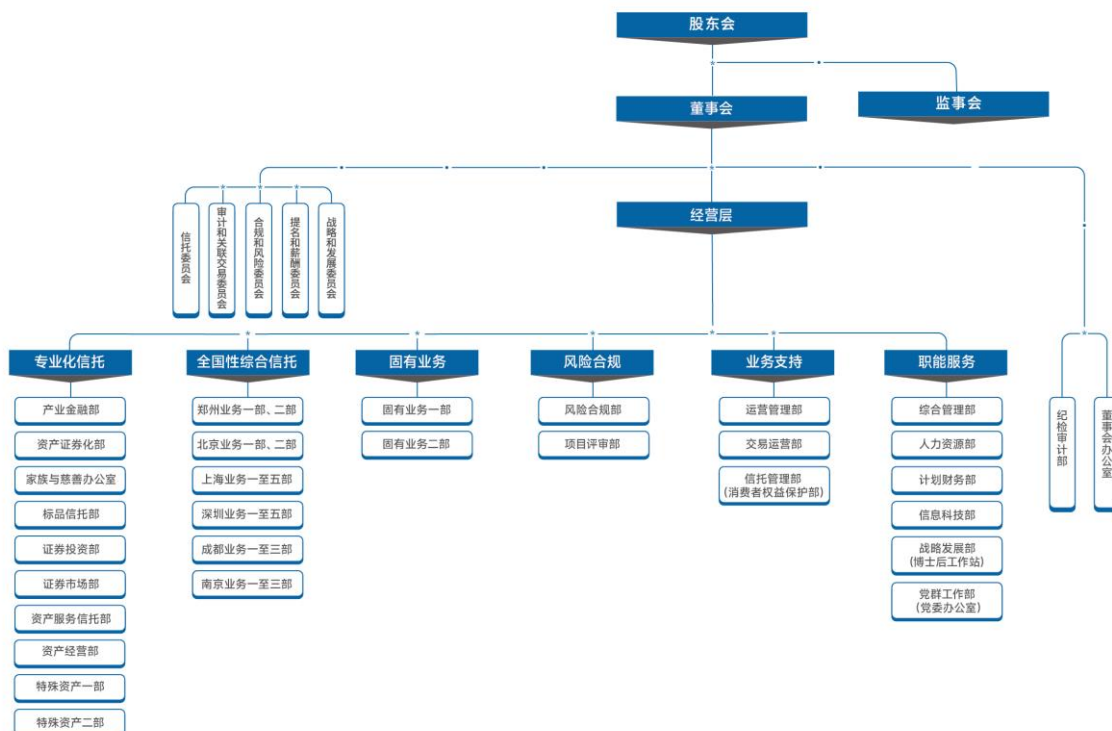 股东会
董事会
监事会
经营层
信托委员会
审计和关联交易委员会
合规和风险委员会
提名和薪酬委员会
战略和发展委员会
专业化信托
产业金融部
资产证券化部
家族与慈善办公室
标品信托部
证券投资部
证券市场部
资产服务信托部
资产经营部
特殊资产一部
特殊资产二部
全国性综合信托
郑州业务一部、二部
北京业务一部、二部
上海业务一至五部
深圳业务一至五部
成都业务一至三部
南京业务一至三部
固有业务
固有业务一部
固有业务二部
风险合规
风险合规部
项目评审部
业务支持
运营管理部
交易运营部
信托管理部
(消费者权益保护部)
职能服务
综合管理部
人力资源部
计划财务部
信息科技部
战略发展部
(博士后工作站)
党群工作部
(党委办公室)
纪检审计部
董事会办公室